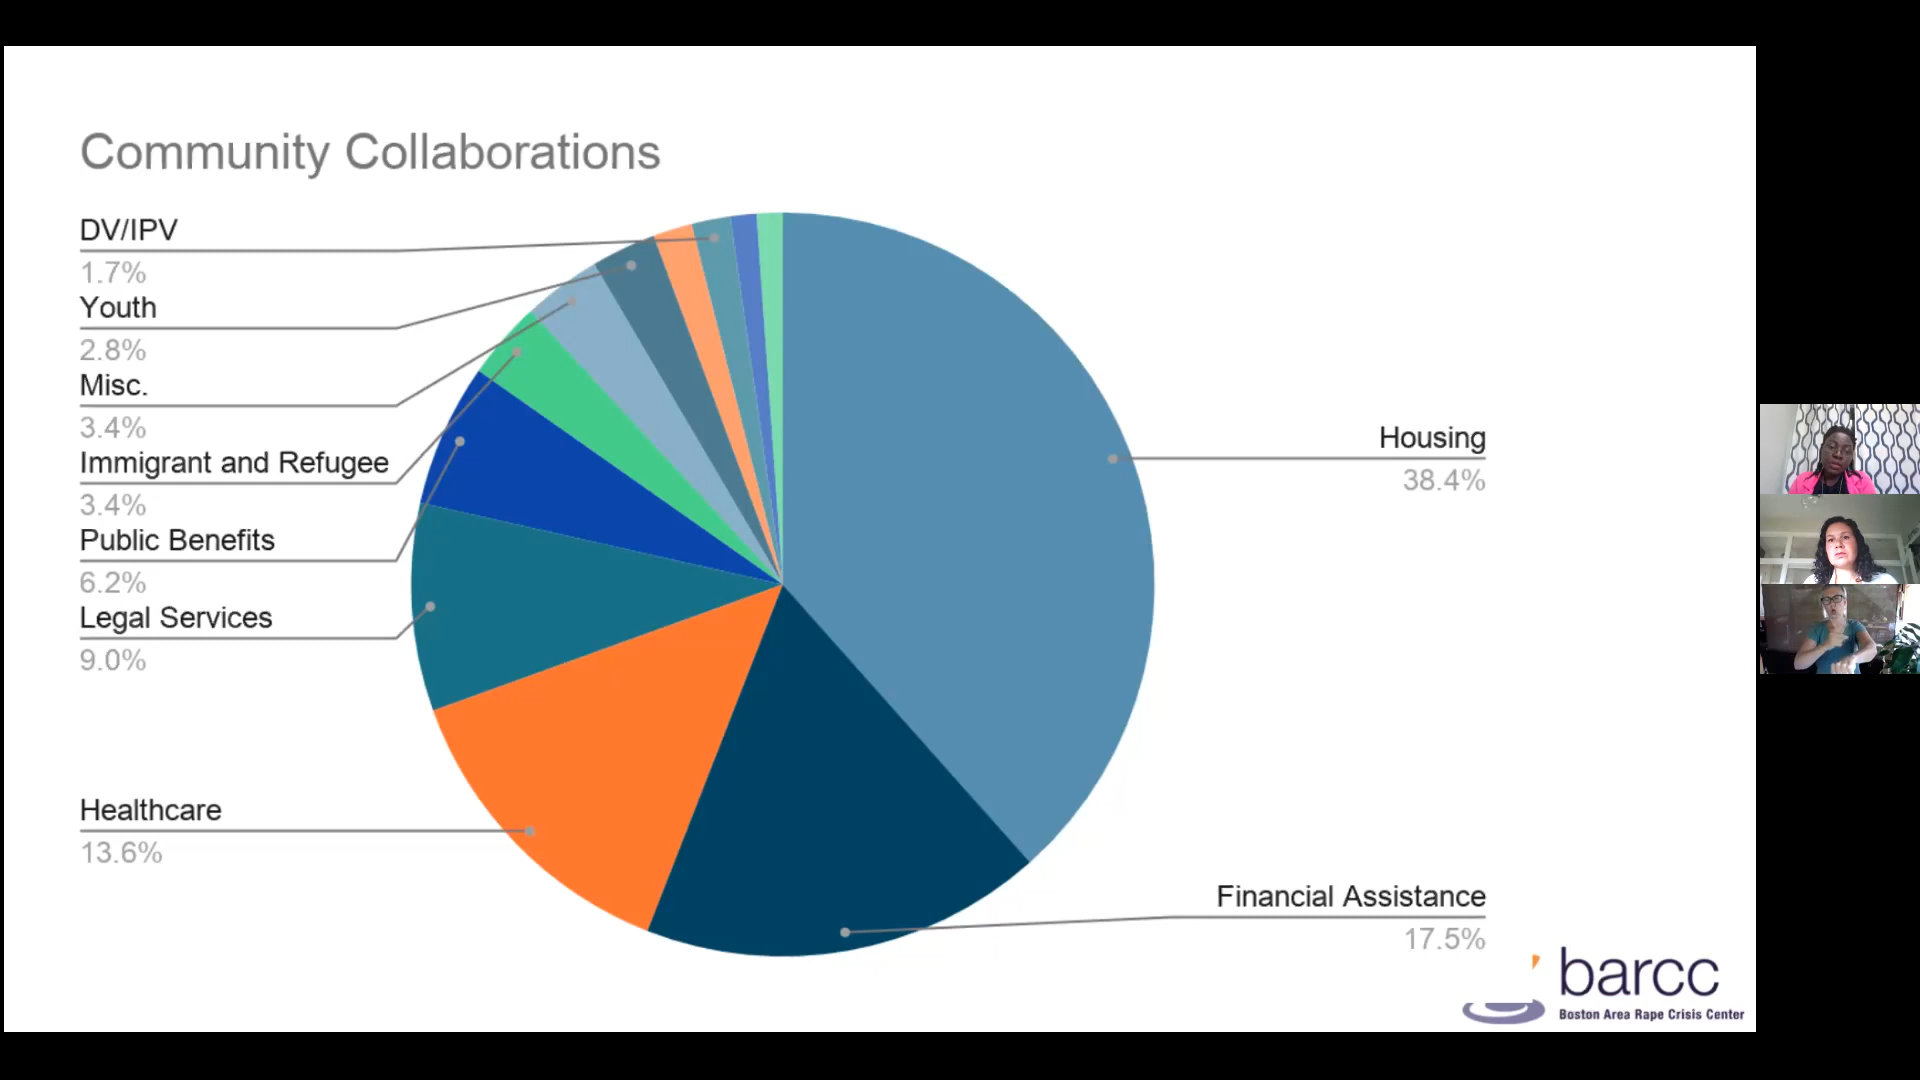 Community Collaborations
DV/IPV
1.7%
Youth
2.8%
Misc.
3.4%
Immigrant and Refugee
3.4%
Public Benefits
6.2%
Legal Services
9.0%
Healthcare
13.6%
Housing
38.4%
Financial Assistance
17.5%
barcc
Boston Area Rape Crisis Center